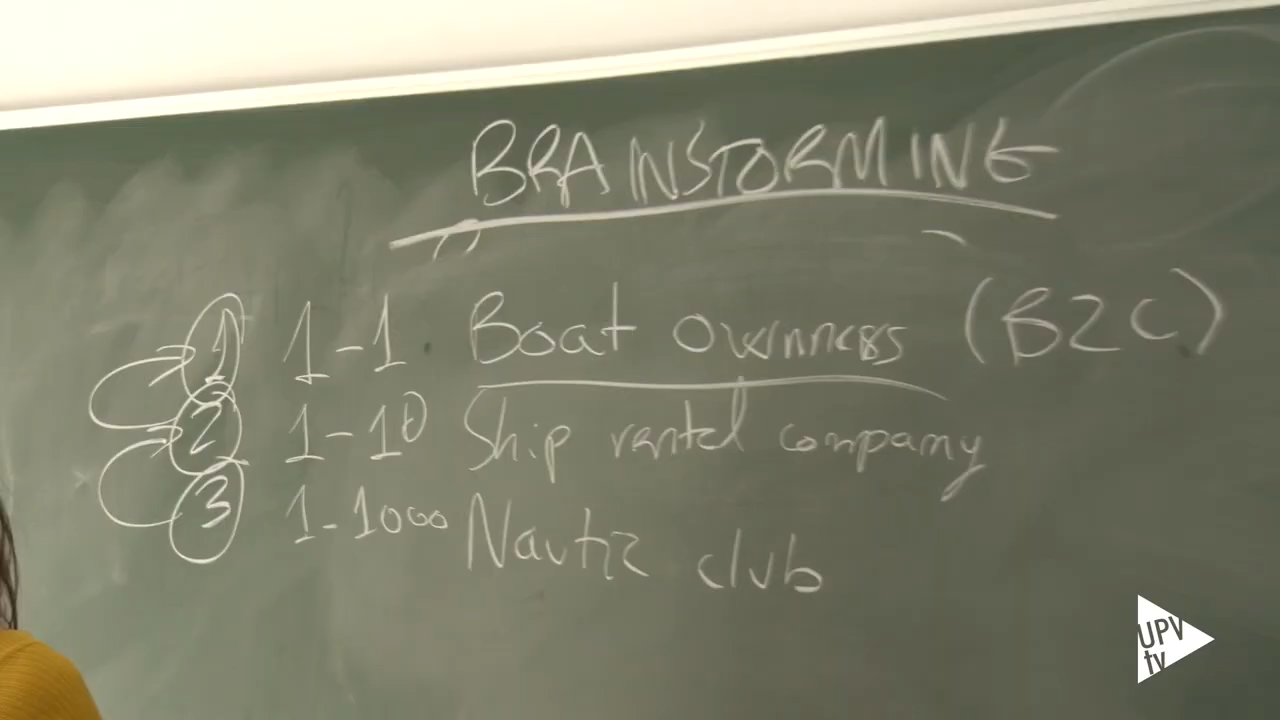 BRAINSTORMING
1 1-1. Boat ownness (B2C)
2 1-10 Ship rental company
3 1-1000 Nautic club
UPV
tv